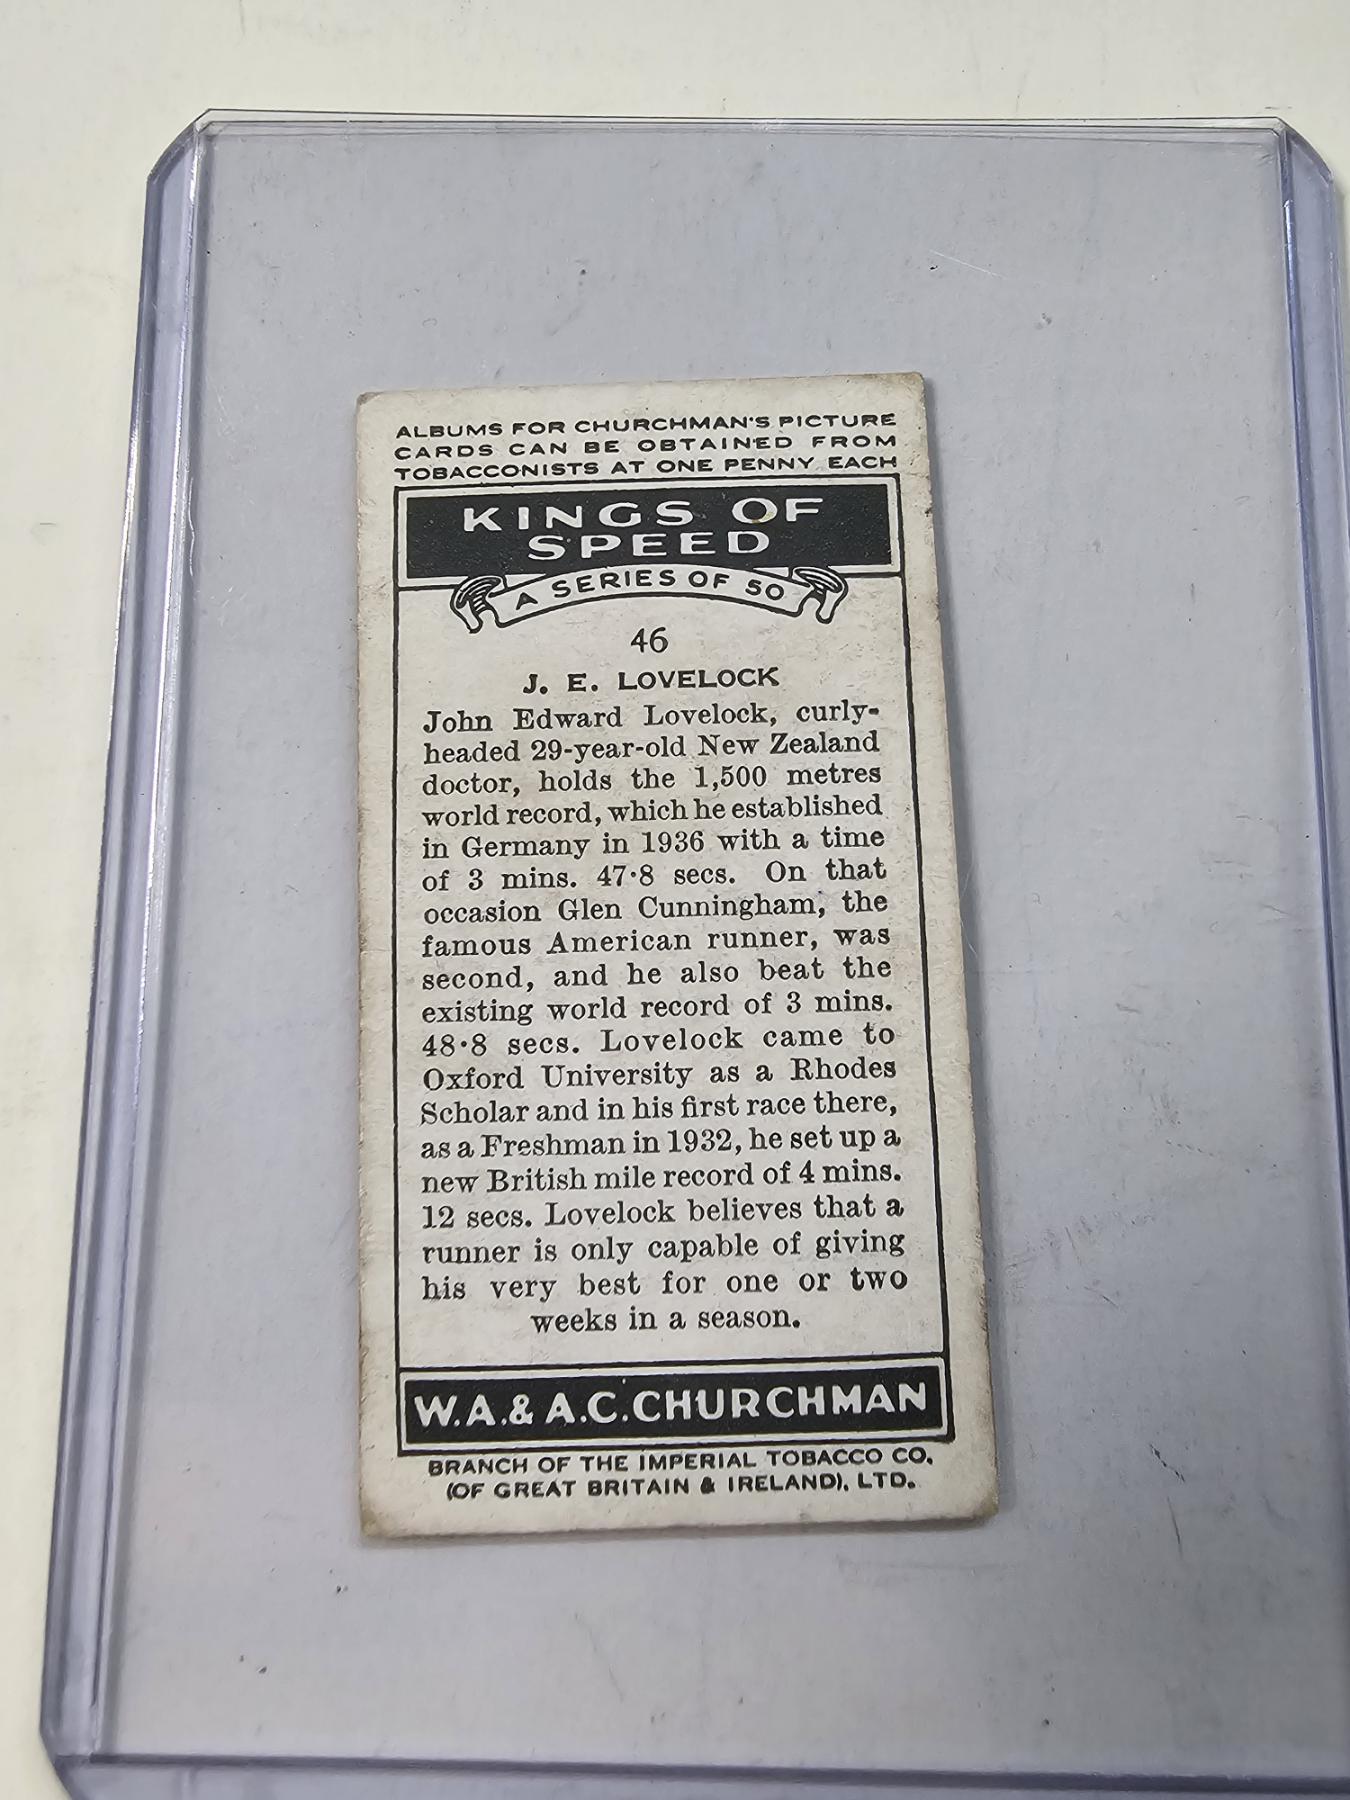 ALBUMS FOR CHURCHMAN'S PICTURE
CARDS CAN BE OBTAINED FROM
TOBACCONISTS AT ONE PENNY EACH
KINGS OF
SPEED
A SERIES OF 50
46
J. E. LOVELOCK
John Edward Lovelock, curly-
headed 29-year-old New Zealand
doctor, holds the 1,500 metres
world record, which he established
in Germany in 1936 with a time
of 3 mins. 47·8 secs. On that
occasion Glen Cunningham, the
famous American runner, was
second, and he also beat the
existing world record of 3 mins.
48·8 secs. Lovelock came to
Oxford University as a Rhodes
Scholar and in his first race there,
as a Freshman in 1932, he set up a
new British mile record of 4 mins.
12 secs. Lovelock believes that a
runner is only capable of giving
his very best for one or two
weeks in a season.
W.A.& A.C.CHURCHMAN
BRANCH OF THE IMPERIAL TOBACCO CO.
(OF GREAT BRITAIN & IRELAND), LTD.